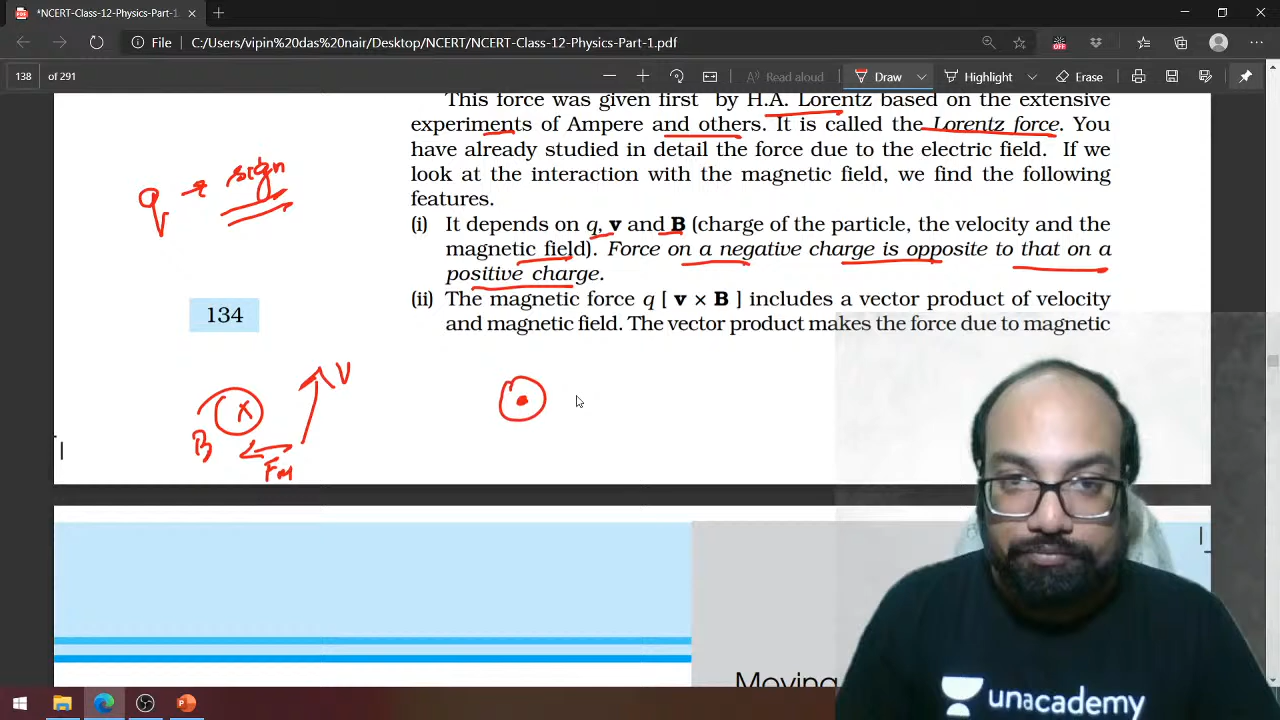 *NCERT-Class-12-Physics-Part-1.
File
C:/Users/vipin%20das%20nair/Desktop/NCERT/NCERT-Class-12-Physics-Part-1.pdf
138 of 291
Read aloud
Draw
Highlight
Erase
This force was given first by H.A. Lorentz based on the extensive
experiments of Ampere and others. It is called the Lorentz force. You
have already studied in detail the force due to the electric field. If we
look at the interaction with the magnetic field, we find the following
features.
(i) It depends on q, v and B (charge of the particle, the velocity and the
magnetic field). Force on a negative charge is opposite to that on a
positive charge.
(ii) The magnetic force q [ v × B ] includes a vector product of velocity
and magnetic field. The vector product makes the force due to magnetic
q → sign
134
V
X
B
Fm
Moving
unacademy
OFF